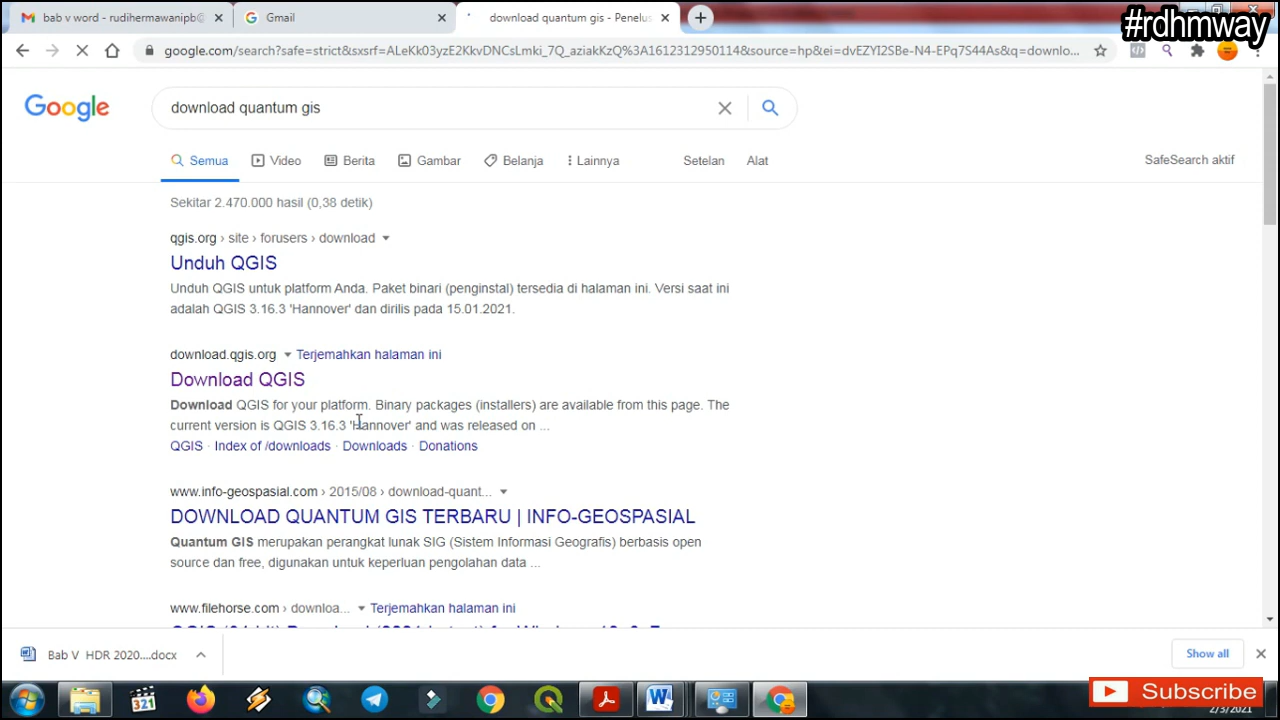 bab v word - rudihermawanipb@
Gmail
download quantum gis - Penelus
#rdhmway
google.com/search?safe=strict&sxsrf=ALeKk03yzE2KkvDNCsLmki_7Q_aziakKzQ%3A1612312950114&source=hp&ei=dvEZYI2SBe-N4-EPq7S44As&q=downlo...
Google
download quantum gis
Semua
Video
Berita
Gambar
Belanja
Lainnya
Setelan
Alat
SafeSearch aktif
Sekitar 2.470.000 hasil (0,38 detik)
qgis.org › site › forusers › download
Unduh QGIS
Unduh QGIS untuk platform Anda. Paket binari (penginstal) tersedia di halaman ini. Versi saat ini
adalah QGIS 3.16.3 'Hannover' dan dirilis pada 15.01.2021.
download.qgis.org Terjemahkan halaman ini
Download QGIS
Download QGIS for your platform. Binary packages (installers) are available from this page. The
current version is QGIS 3.16.3 'Hannover' and was released on ...
QGIS · Index of /downloads · Downloads · Donations
www.info-geospasial.com › 2015/08 › download-quant...
DOWNLOAD QUANTUM GIS TERBARU | INFO-GEOSPASIAL
Quantum GIS merupakan perangkat lunak SIG (Sistem Informasi Geografis) berbasis open
source dan free, digunakan untuk keperluan pengolahan data ...
www.filehorse.com › downloa... Terjemahkan halaman ini
Bab V HDR 2020....docx
Show all
321
Subscribe
2/3/2021